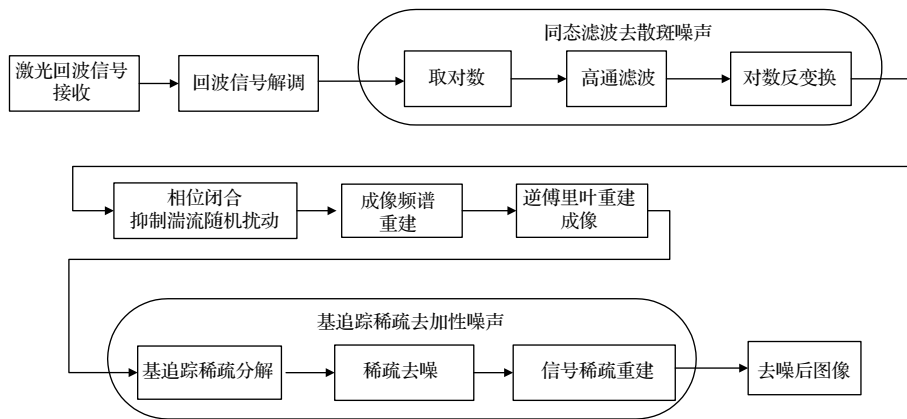 同态滤波去散斑噪声
激光回波信号
接收
回波信号解调
取对数
高通滤波
对数反变换
相位闭合
抑制湍流随机扰动
成像频谱
重建
逆傅里叶重建
成像
基追踪稀疏去加性噪声
基追踪稀疏分解
稀疏去噪
信号稀疏重建
去噪后图像